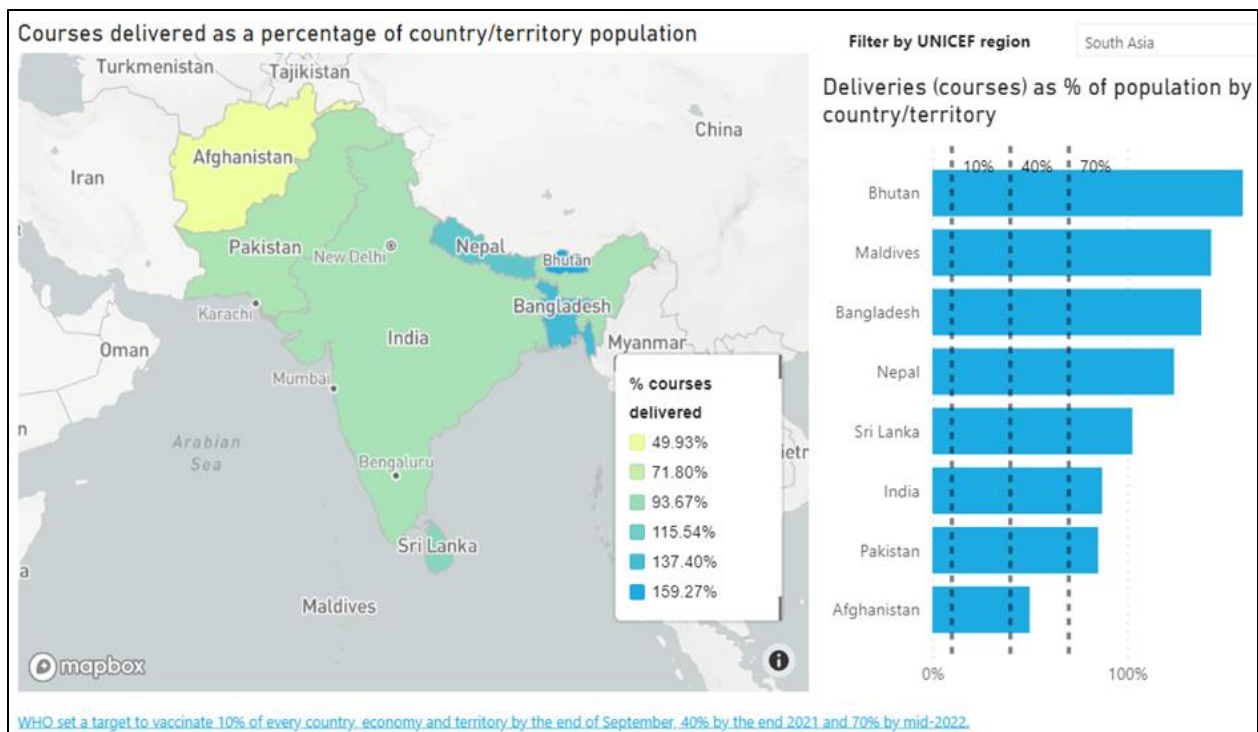 Courses delivered as a percentage of country/territory population
Turkmenistan
Tajikistan
Afghanistan
China
Iran
Pakistan
New Delhi
Nepal
Bhutan
Karachi
Bangladesh
Oman
India
Myanmar
Mumbai
n
Arabian
Sea
Bengaluru
ietn
Sri Lanka
a
Maldives
% courses
delivered
49.93%
71.80%
93.67%
115.54%
137.40%
159.27%
mapbox
i
Filter by UNICEF region
South Asia
Deliveries (courses) as % of population by
country/territory
10% 40% 70%
Bhutan
Maldives
Bangladesh
Nepal
Sri Lanka
India
Pakistan
Afghanistan
0% 100%
WHO set a target to vaccinate 10% of every country, economy and territory by the end of September, 40% by the end 2021 and 70% by mid-2022.